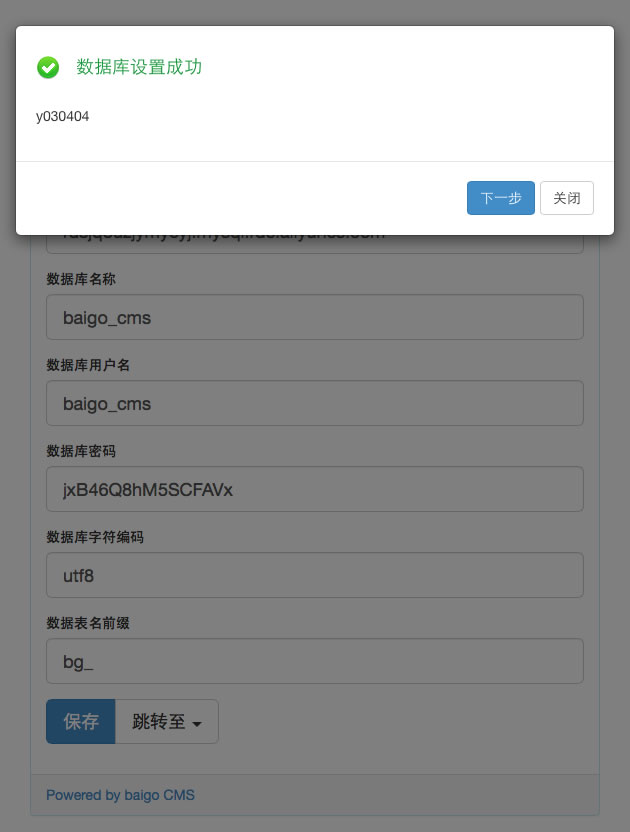 数据库设置成功
y030404
下一步 关闭
数据库名称
baigo_cms
数据库用户名
baigo_cms
数据库密码
jxB46Q8hM5SCFAVx
数据库字符编码
utf8
数据表名前缀
bg_
保存 跳转至
Powered by baigo CMS